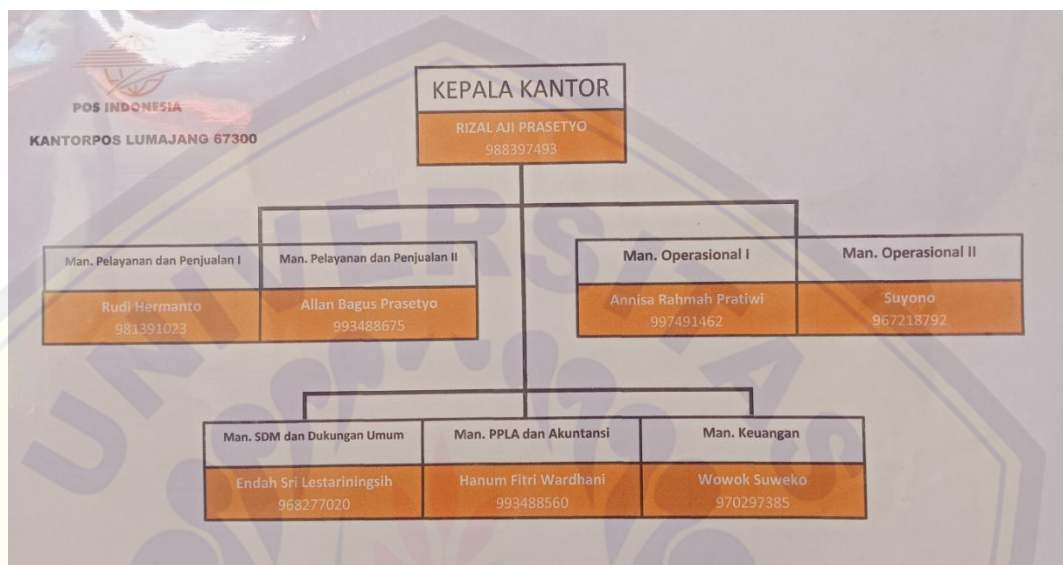 POS INDONESIA
KANTORPOS LUMAJANG 67300
KEPALA KANTOR
RIZAL AJI PRASETYO
988397493
Man. Pelayanan dan Penjualan I
Rudi Hermanto
981391023
Man. Pelayanan dan Penjualan II
Allan Bagus Prasetyo
993488675
Man. Operasional I
Annisa Rahmah Pratiwi
997491462
Man. Operasional II
Suyono
967218792
Man. SDM dan Dukungan Umum
Endah Sri Lestariningsih
968277020
Man. PPLA dan Akuntansi
Hanum Fitri Wardhani
993488560
Man. Keuangan
Wowok Suweko
970297385
UNIVERSITAS